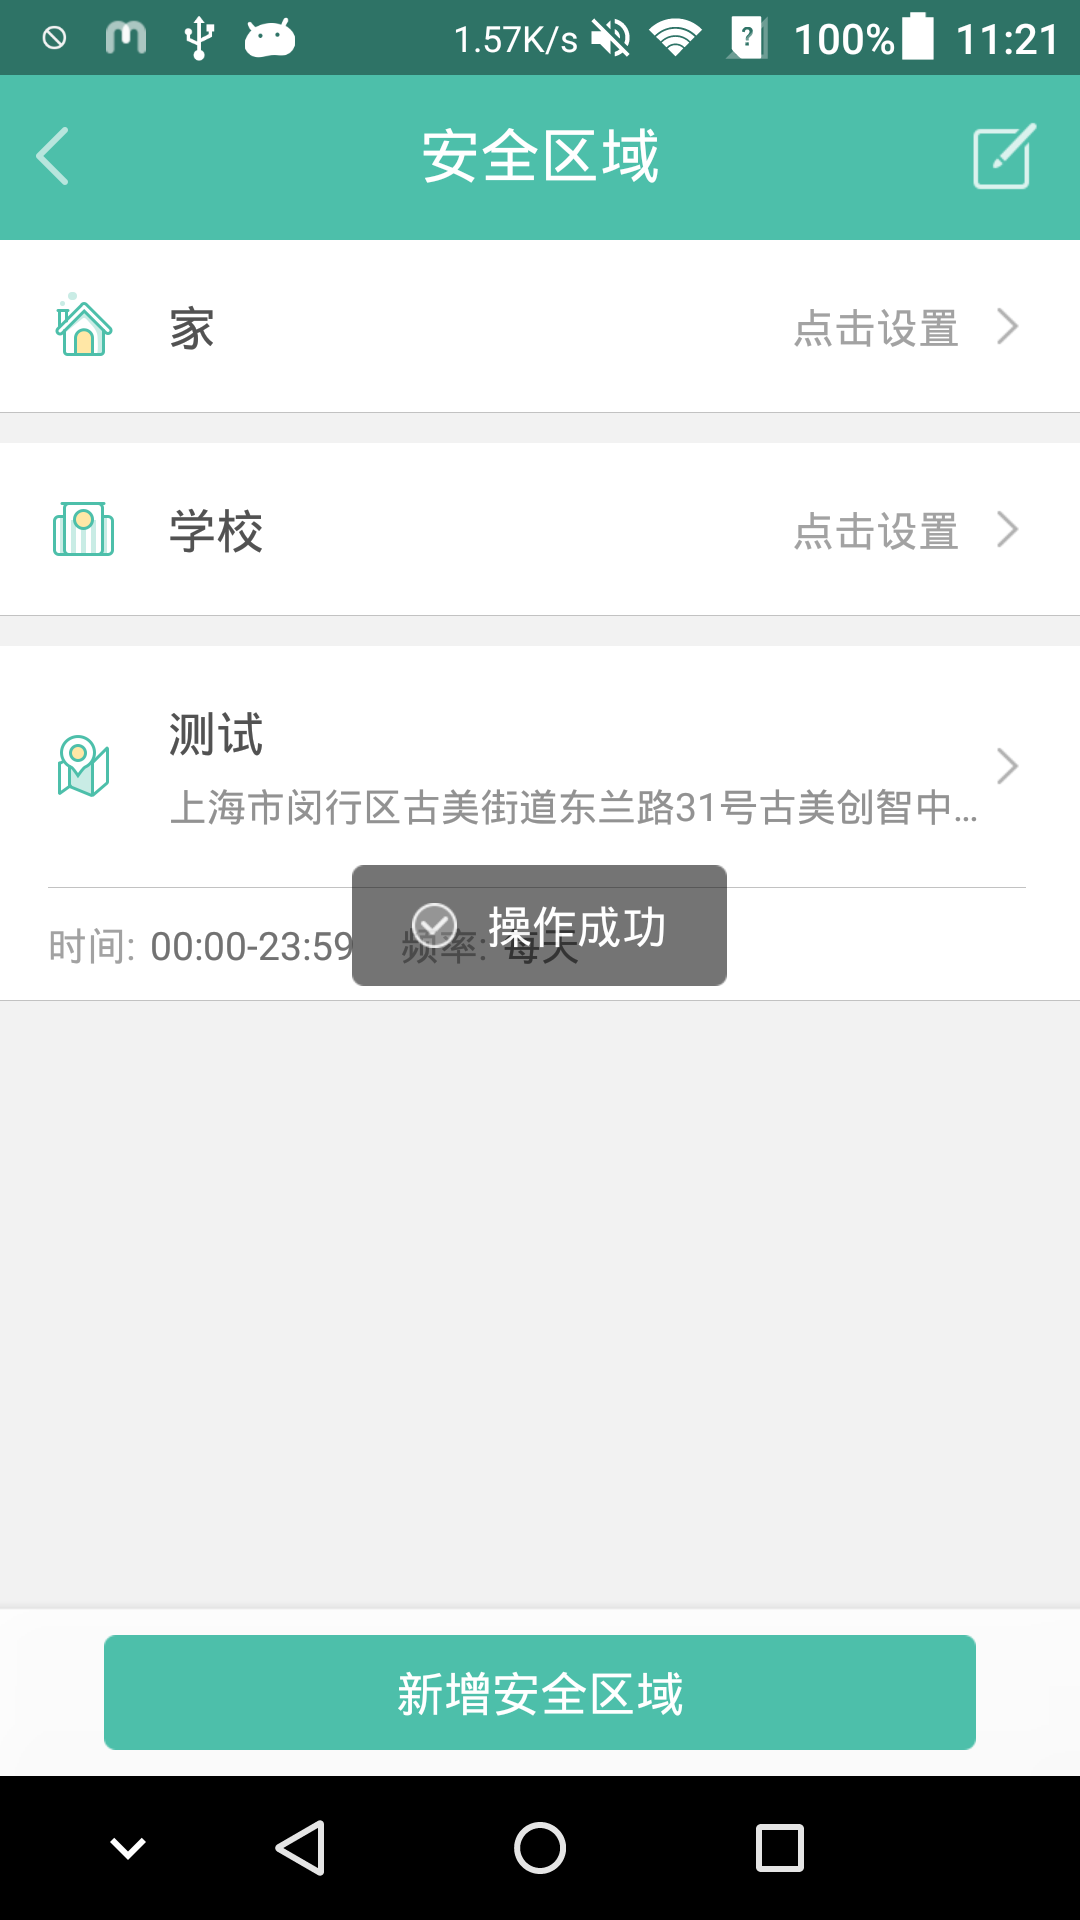 1.57K/s 100% 11:21
安全区域
家 点击设置
学校 点击设置
测试
上海市闵行区古美街道东兰路31号古美创智中...
操作成功
时间: 00:00-23:59 频率: 每天
新增安全区域